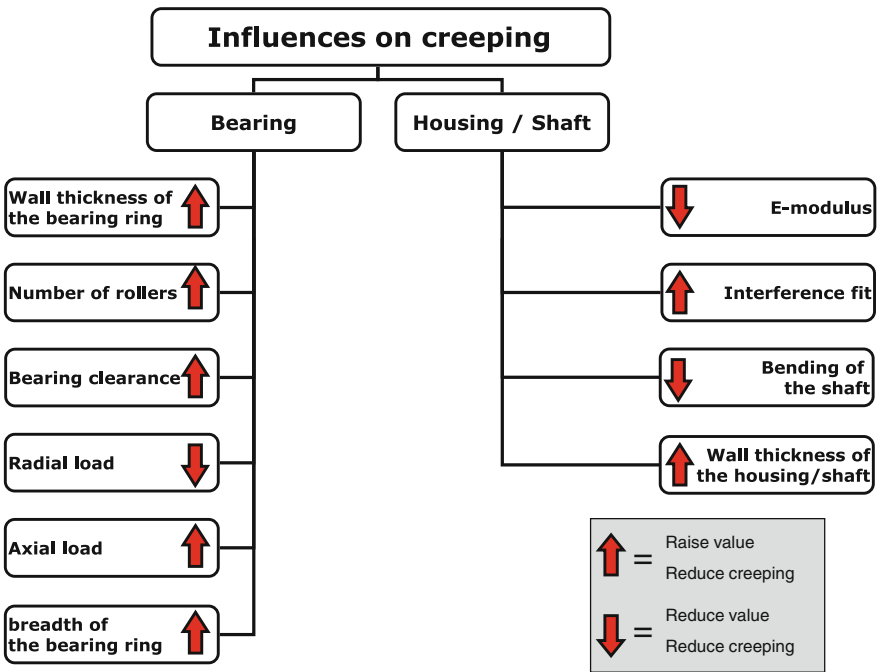 Influences on creeping
Bearing
Housing / Shaft
Wall thickness of
the bearing ring
Number of rollers
Bearing clearance
Radial load
Axial load
breadth of
the bearing ring
E-modulus
Interference fit
Bending of
the shaft
Wall thickness of
the housing/shaft
= Raise value
Reduce creeping
= Reduce value
Reduce creeping